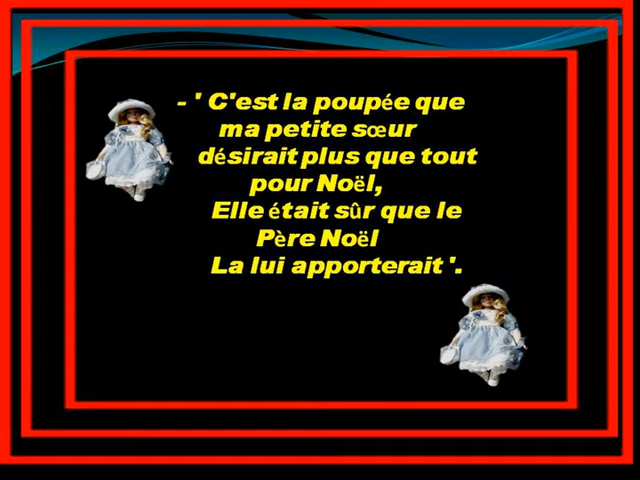 - ' C'est la poupée que
ma petite sœur
désirait plus que tout
pour Noël,
Elle était sûr que le
Père Noël
La lui apporterait '.